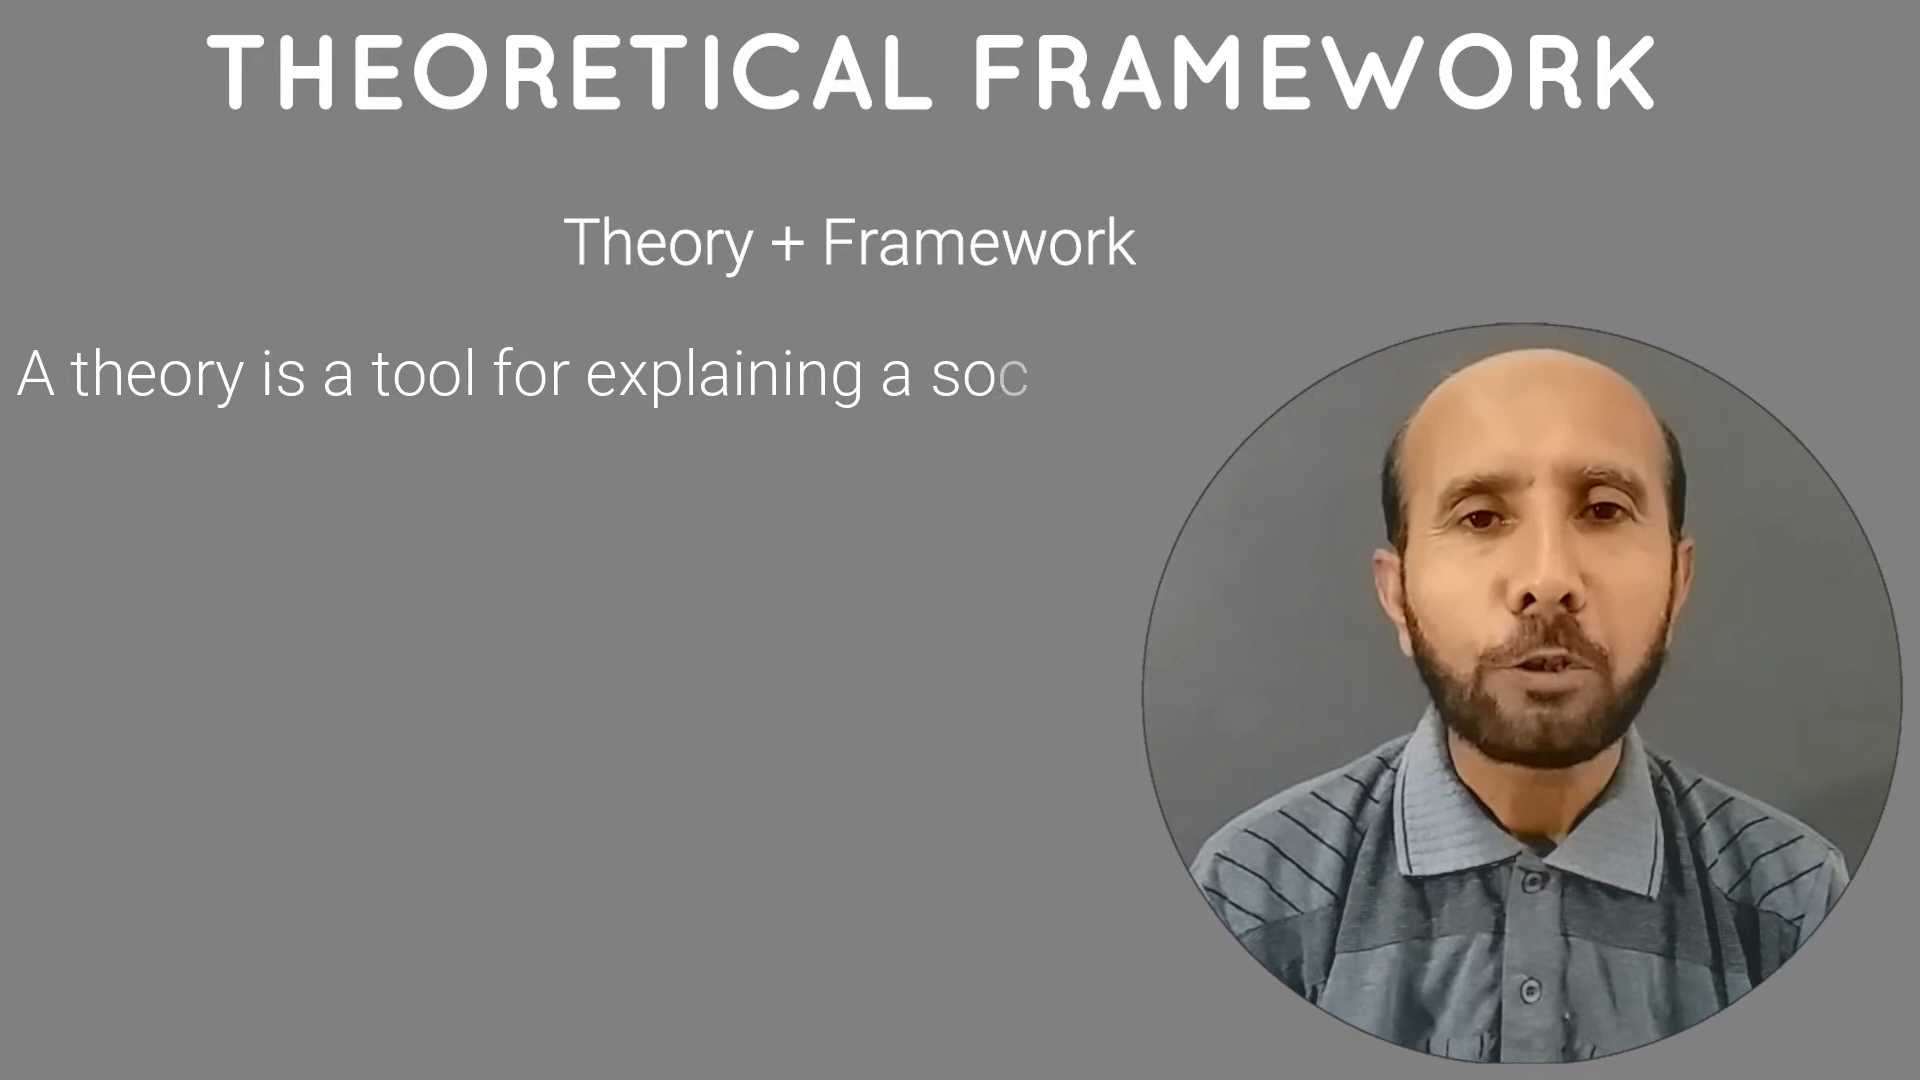 THEORETICAL FRAMEWORK
Theory + Framework
A theory is a tool for explaining a soc